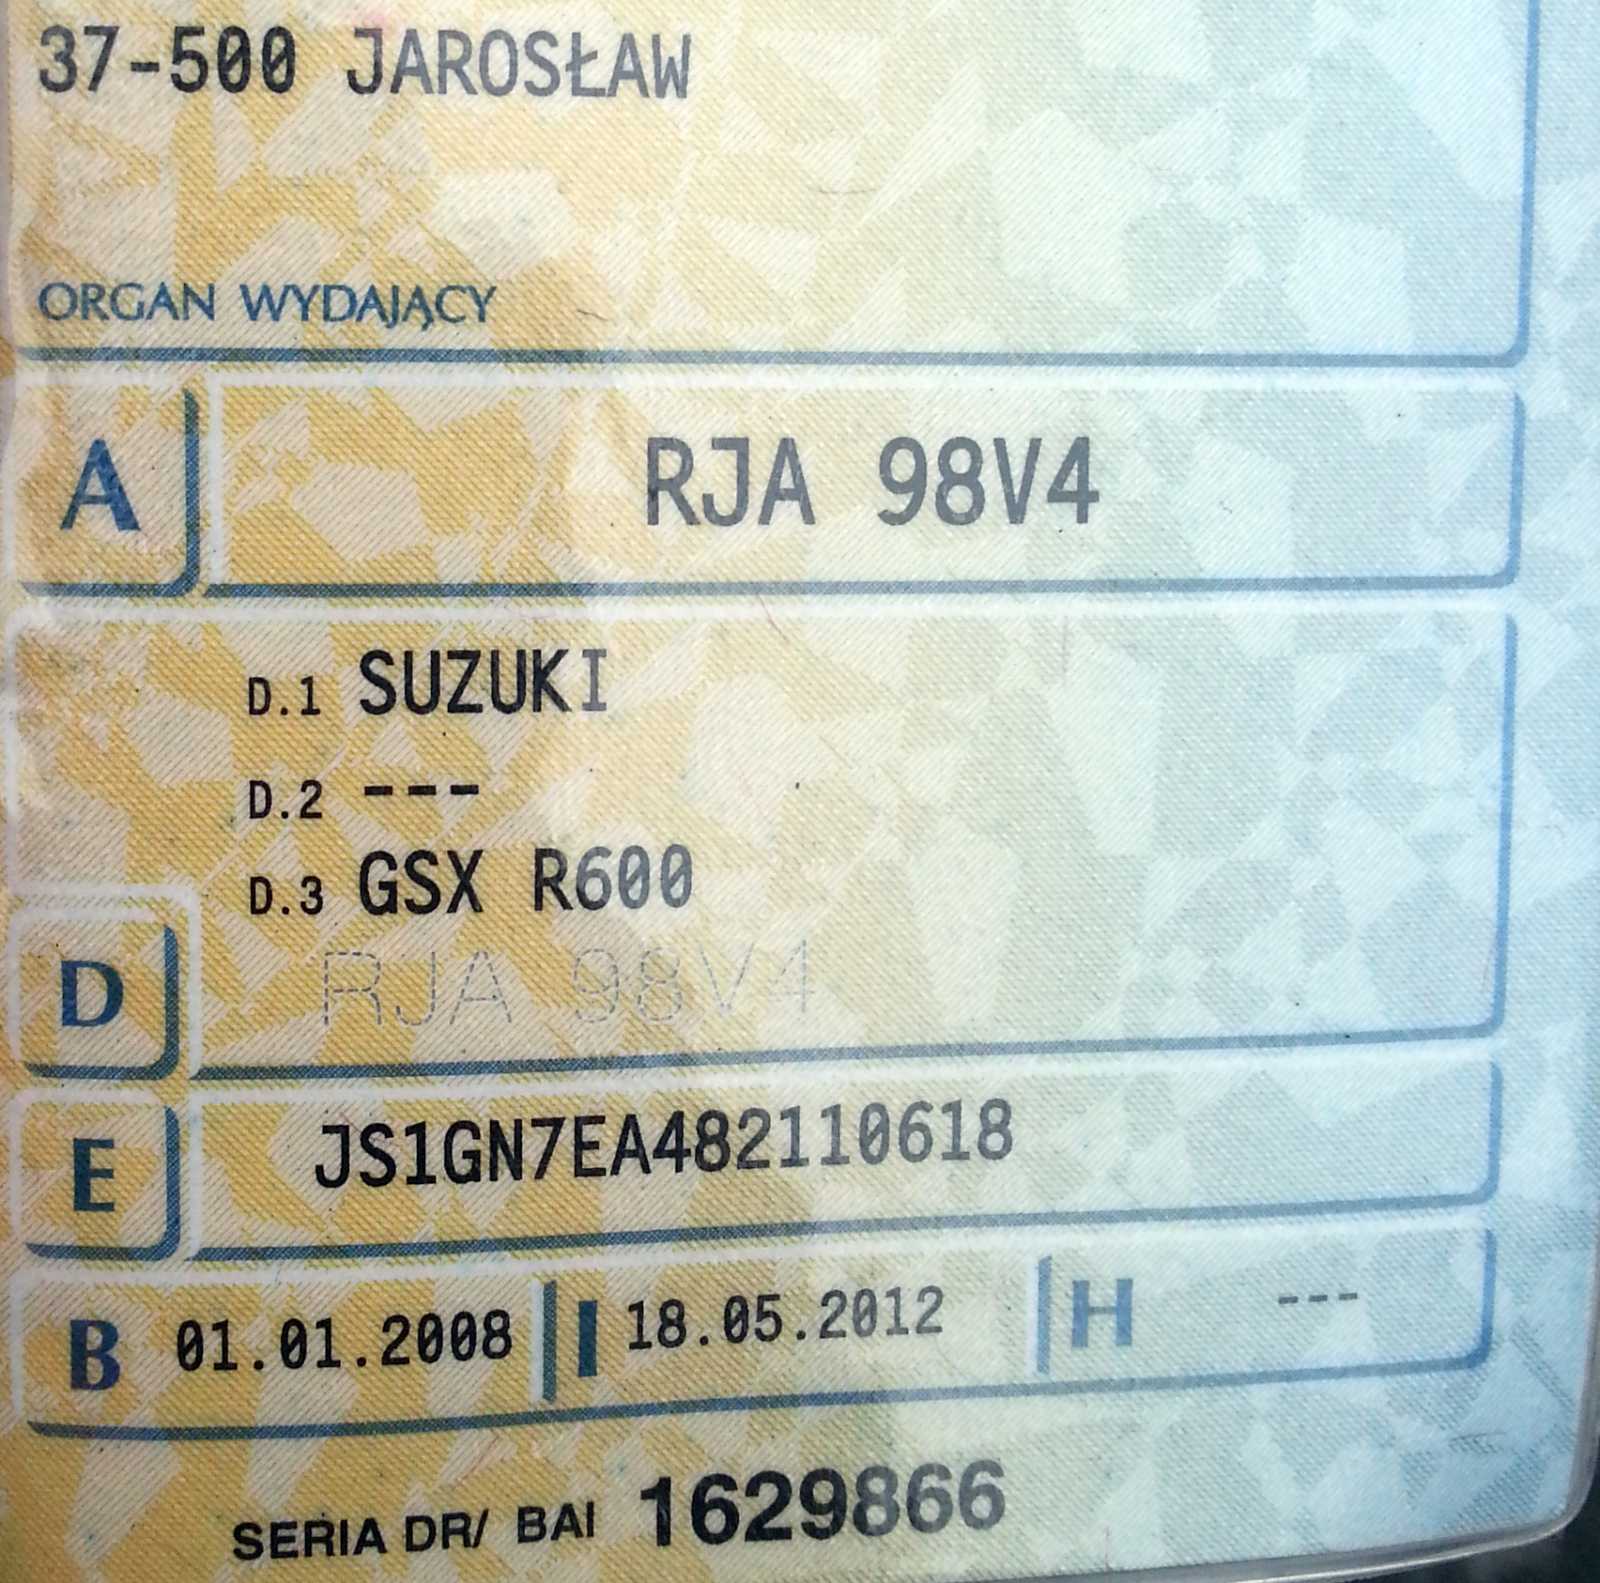 37-500 JAROSŁAW
ORGAN WYDAJĄCY
A RJA 98V4
D.1 SUZUKI
D.2 ---
D.3 GSX R600
D RJA 98V4
E JS1GN7EA482110618
B 01.01.2008 I 18.05.2012 H ---
SERIA DR/ BAI 1629866